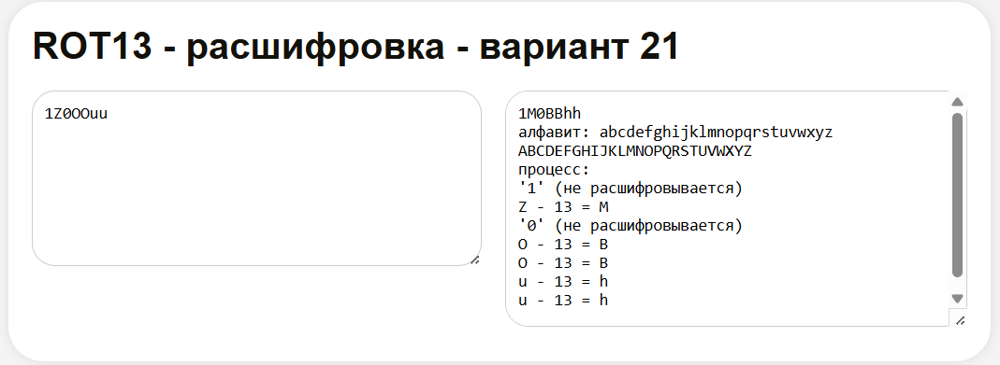 ROT13 - расшифровка - вариант 21
1Z0OOuu
1M0BBhh
алфавит: abcdefghijklmnopqrstuvwxyz
ABCDEFGHIJKLMNOPQRSTUVWXYZ
процесс:
'1' (не расшифровывается)
Z - 13 = M
'0' (не расшифровывается)
O - 13 = B
O - 13 = B
u - 13 = h
u - 13 = h